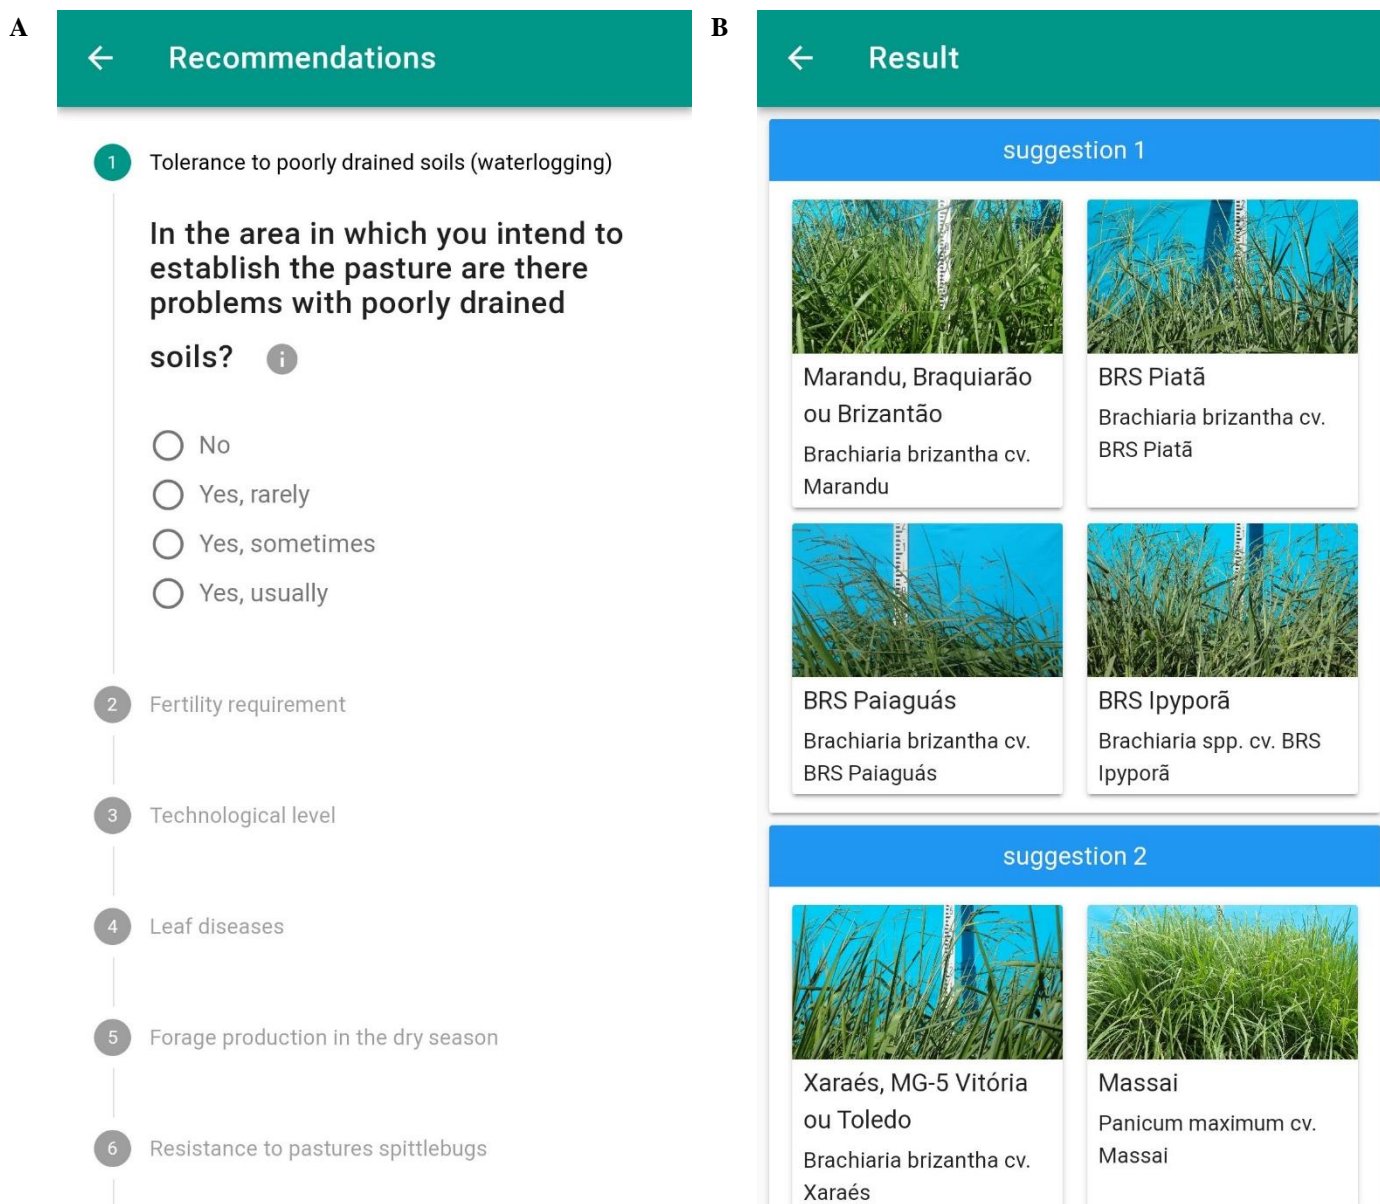 A
Recommendations
1 Tolerance to poorly drained soils (waterlogging)
In the area in which you intend to
establish the pasture are there
problems with poorly drained
soils? i
No
Yes, rarely
Yes, sometimes
Yes, usually
2 Fertility requirement
3 Technological level
4 Leaf diseases
5 Forage production in the dry season
6 Resistance to pastures spittlebugs
B
Result
suggestion 1
Marandu, Braquiarão
ou Brizantão
Brachiaria brizantha cv.
Marandu
BRS Piatã
Brachiaria brizantha cv.
BRS Piatã
BRS Paiaguás
Brachiaria brizantha cv.
BRS Paiaguás
BRS Ipyporã
Brachiaria spp. cv. BRS
Ipyporã
suggestion 2
Xaraés, MG-5 Vitória
ou Toledo
Brachiaria brizantha cv.
Xaraés
Massai
Panicum maximum cv.
Massai